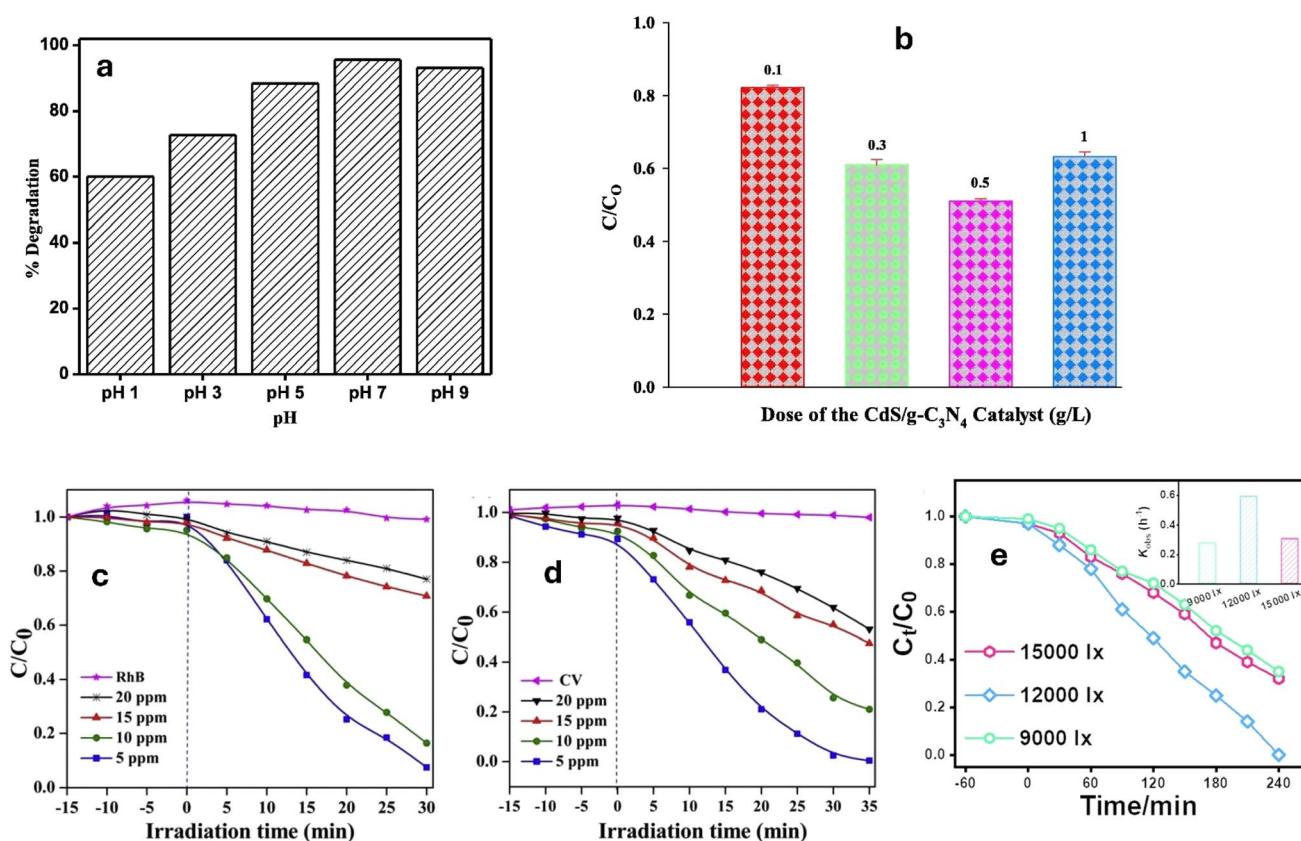 a
100
80
60
40
20
0
% Degradation
pH 1 pH 3 pH 5 pH 7 pH 9
pH
b
1.0
0.8
0.6
0.4
0.2
0.0
C/CO
0.1
0.3
0.5
1
Dose of the CdS/g-C3N4 Catalyst (g/L)
c
1.0
0.8
0.6
0.4
0.2
0.0
C/C0
RhB
20 ppm
15 ppm
10 ppm
5 ppm
-15 -10 -5 0 5 10 15 20 25 30
Irradiation time (min)
d
1.0
0.8
0.6
0.4
0.2
0.0
C/C0
CV
20 ppm
15 ppm
10 ppm
5 ppm
-15 -10 -5 0 5 10 15 20 25 30 35
Irradiation time (min)
e
1.0
0.8
0.6
0.4
0.2
0.0
Ct/C0
0.6
0.4
0.2
0.0
Kobs (h-1)
9000 lx 12000 lx 15000 lx
15000 lx
12000 lx
9000 lx
-60 0 60 120 180 240
Time/min